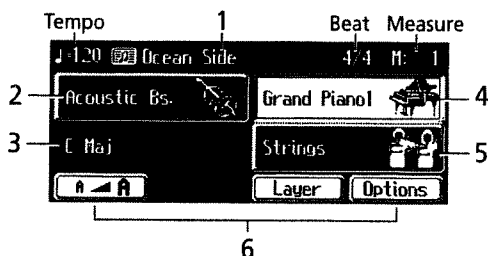 Tempo 1 Beat Measure
♩=120 Ocean Side 4/4 M: 1
2 Acoustic Bs. Grand Piano1 4
3 C Maj Strings 5
A A Layer Options
6